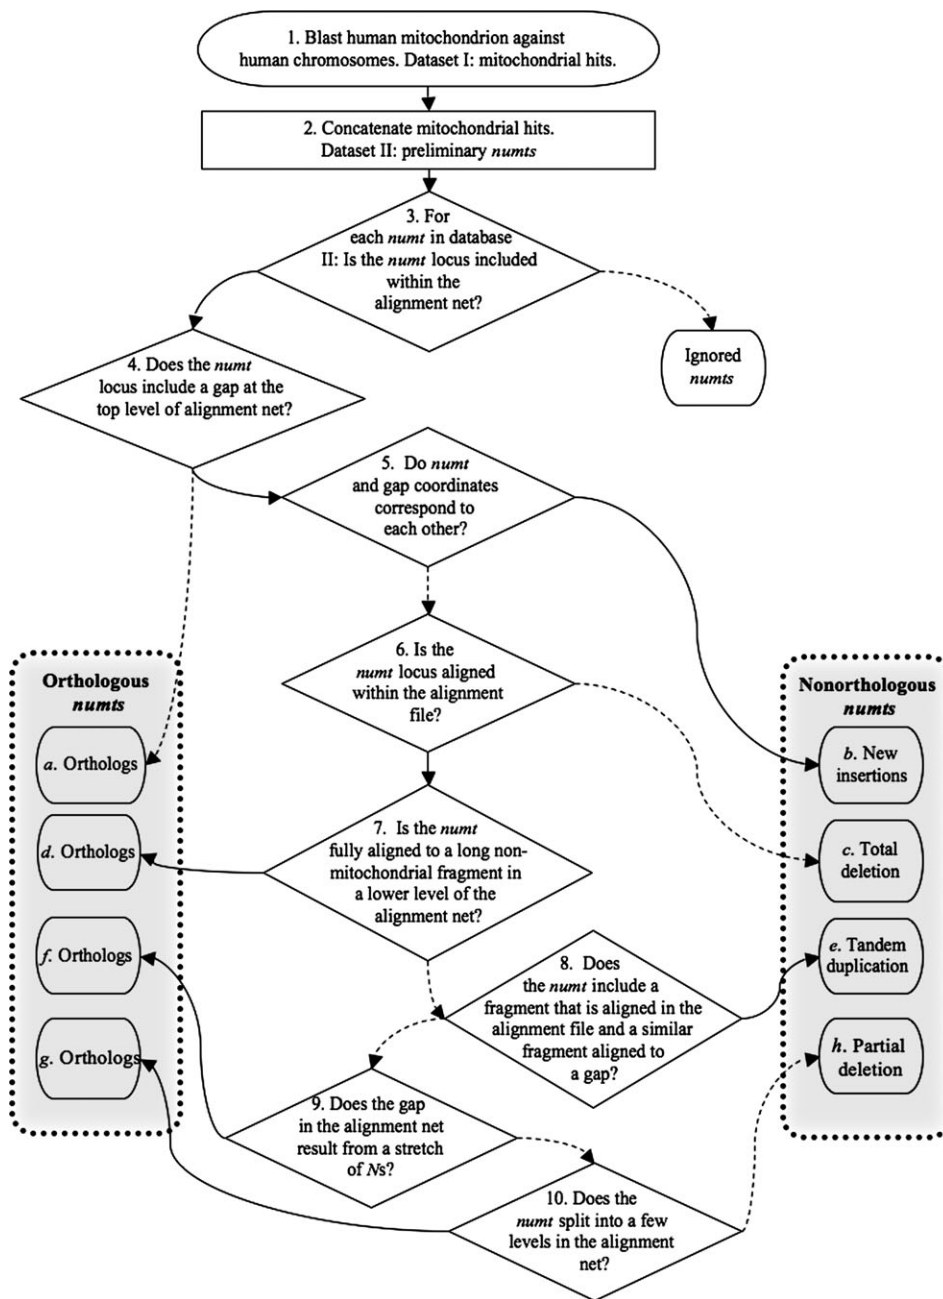 1. Blast human mitochondrion against
human chromosomes. Dataset I: mitochondrial hits.
2. Concatenate mitochondrial hits.
Dataset II: preliminary numts
3. For
each numt in database
II: Is the numt locus included
within the
alignment net?
Ignored
numts
4. Does the numt
locus include a gap at the
top level of alignment net?
5. Do numt
and gap coordinates
correspond to
each other?
6. Is the
numt locus aligned
within the alignment
file?
Orthologous
numts
a. Orthologs
d. Orthologs
f. Orthologs
g. Orthologs
Nonorthologous
numts
b. New
insertions
c. Total
deletion
e. Tandem
duplication
h. Partial
deletion
7. Is the numt
fully aligned to a long non-
mitochondrial fragment in
a lower level of the
alignment net?
8. Does
the numt include a
fragment that is aligned in the
alignment file and a similar
fragment aligned to
a gap?
9. Does the gap
in the alignment net
result from a stretch
of Ns?
10. Does the
numt split into a few
levels in the alignment
net?